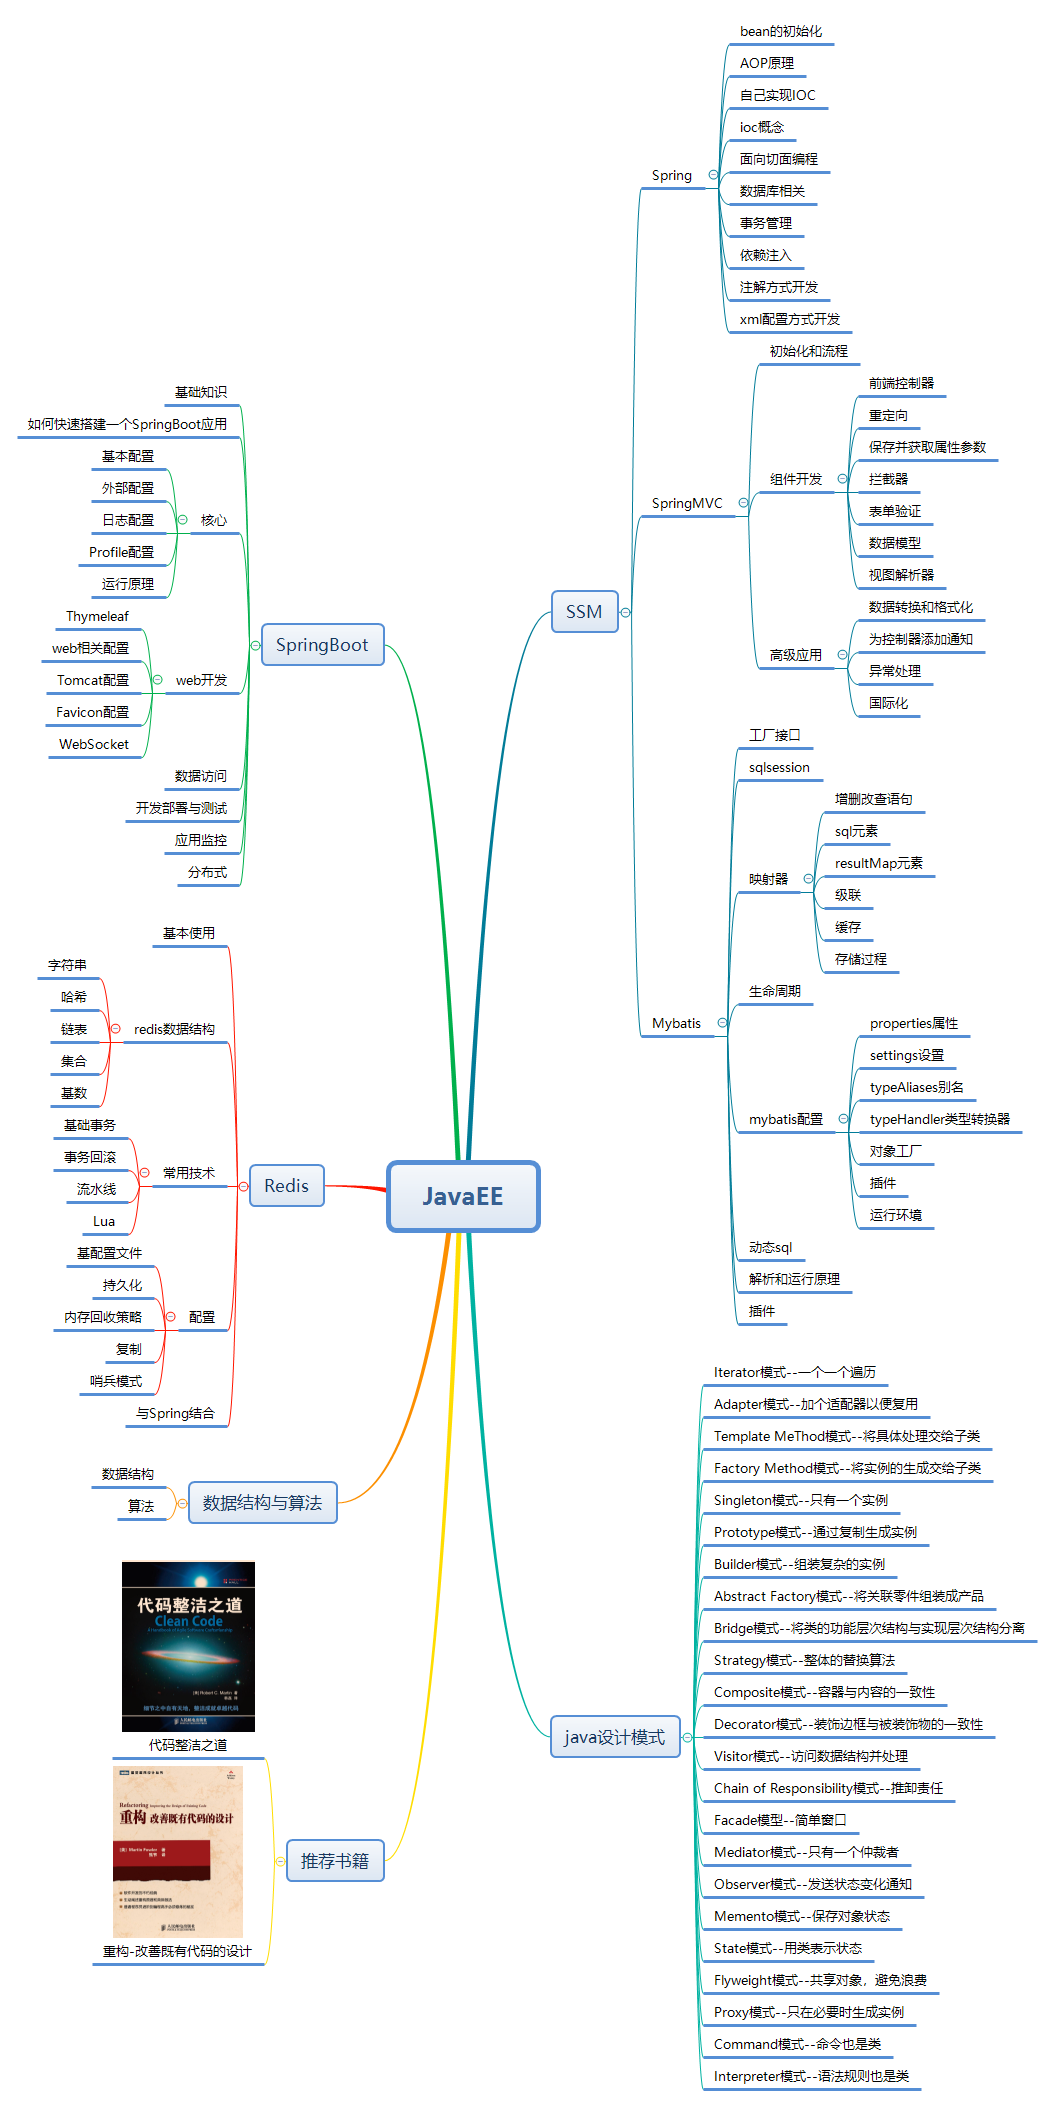 JavaEE
SSM
Spring
bean的初始化
AOP原理
自己实现IOC
ioc概念
面向切面编程
数据库相关
事务管理
依赖注入
注解方式开发
xml配置方式开发
SpringMVC
初始化和流程
组件开发
前端控制器
重定向
保存并获取属性参数
拦截器
表单验证
数据模型
视图解析器
高级应用
数据转换和格式化
为控制器添加通知
异常处理
国际化
Mybatis
工厂接口
sqlsession
映射器
增删改查语句
sql元素
resultMap元素
级联
缓存
存储过程
生命周期
mybatis配置
properties属性
settings设置
typeAliases别名
typeHandler类型转换器
对象工厂
插件
运行环境
动态sql
解析和运行原理
插件
java设计模式
Iterator模式--一个一个遍历
Adapter模式--加个适配器以便复用
Template MeThod模式--将具体处理交给子类
Factory Method模式--将实例的生成交给子类
Singleton模式--只有一个实例
Prototype模式--通过复制生成实例
Builder模式--组装复杂的实例
Abstract Factory模式--将关联零件组装成产品
Bridge模式--将类的功能层次结构与实现层次结构分离
Strategy模式--整体的替换算法
Composite模式--容器与内容的一致性
Decorator模式--装饰边框与被装饰物的一致性
Visitor模式--访问数据结构并处理
Chain of Responsibility模式--推卸责任
Facade模型--简单窗口
Mediator模式--只有一个仲裁者
Observer模式--发送状态变化通知
Memento模式--保存对象状态
State模式--用类表示状态
Flyweight模式--共享对象，避免浪费
Proxy模式--只在必要时生成实例
Command模式--命令也是类
Interpreter模式--语法规则也是类
SpringBoot
基础知识
如何快速搭建一个SpringBoot应用
核心
基本配置
外部配置
日志配置
Profile配置
运行原理
web开发
Thymeleaf
web相关配置
Tomcat配置
Favicon配置
WebSocket
数据访问
开发部署与测试
应用监控
分布式
Redis
基本使用
redis数据结构
字符串
哈希
链表
集合
基数
常用技术
基础事务
事务回滚
流水线
Lua
配置
基配置文件
持久化
内存回收策略
复制
哨兵模式
与Spring结合
数据结构与算法
数据结构
算法
推荐书籍
代码整洁之道
Clean Code
[美] Robert C. Martin 著
细节之中自有天地，整洁成就卓越代码
人民邮电出版社
代码整洁之道
Refactoring Improving the Design of Existing Code
重构 改善既有代码的设计
[美] Martin Fowler 著
人民邮电出版社
重构-改善既有代码的设计